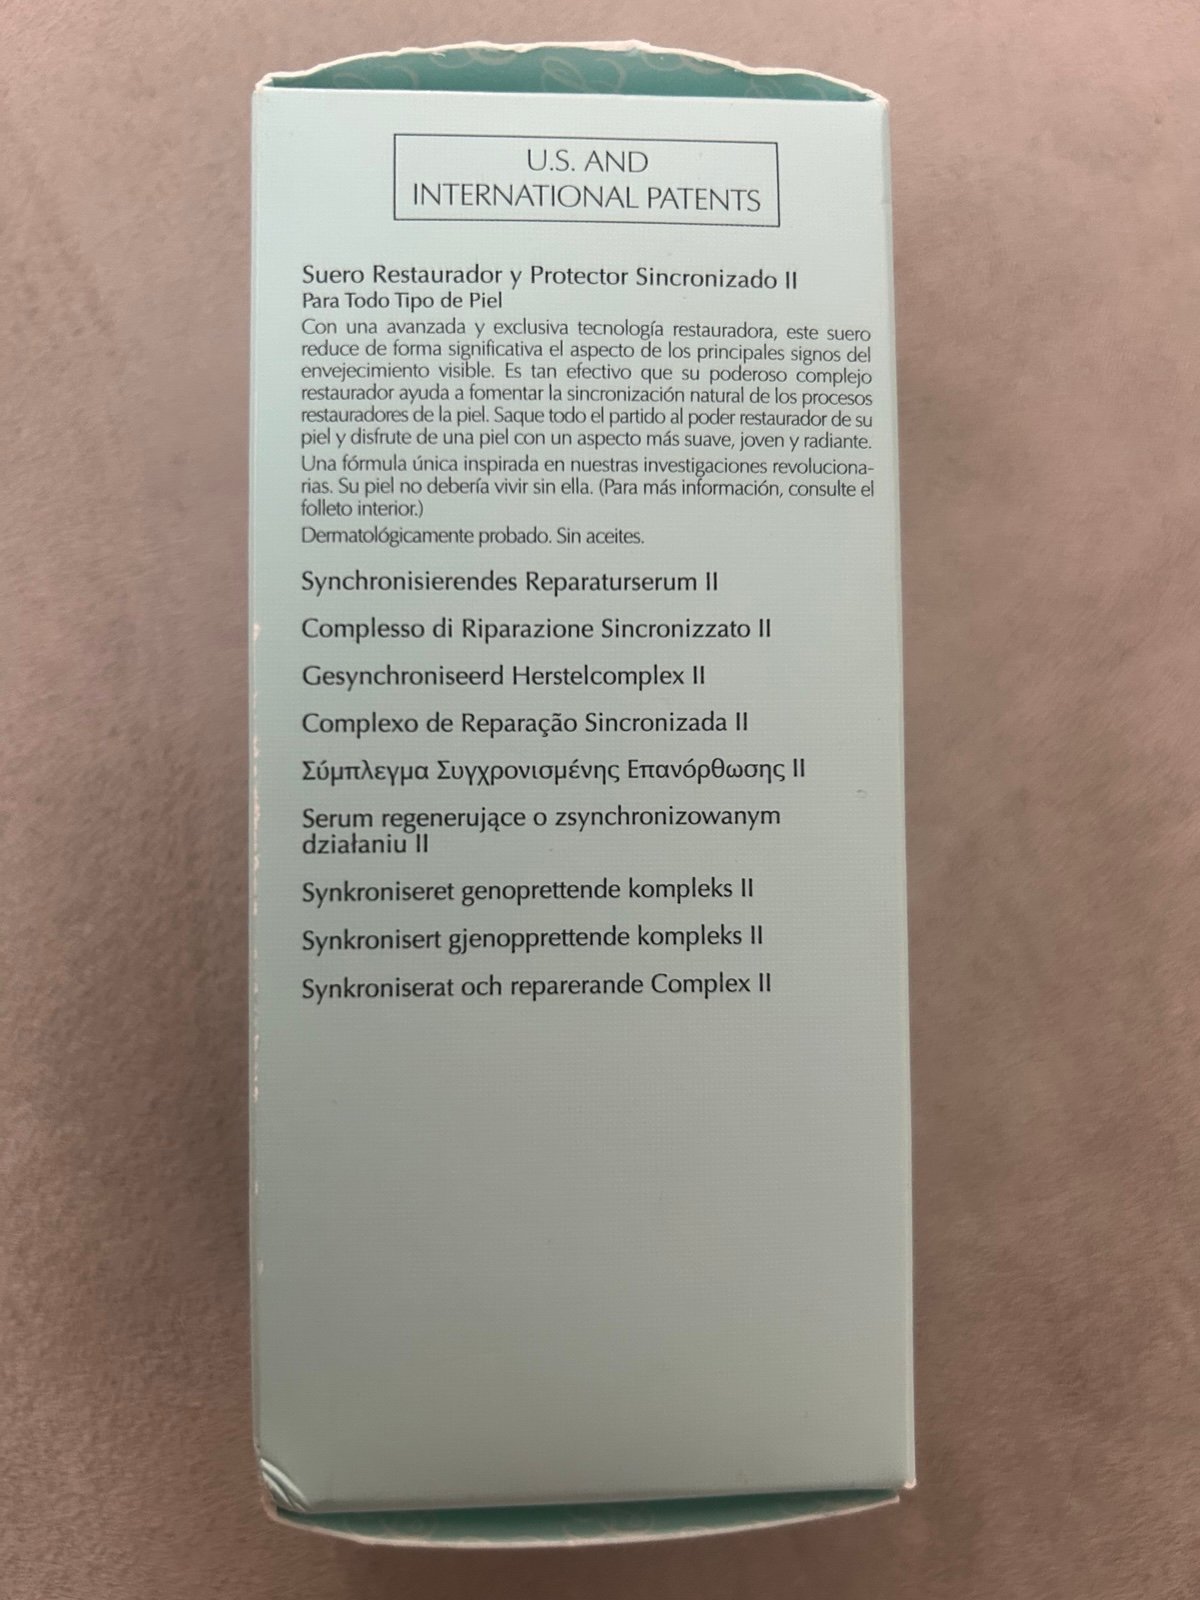 U.S. AND
INTERNATIONAL PATENTS
Suero Restaurador y Protector Sincronizado II
Para Todo Tipo de Piel
Con una avanzada y exclusiva tecnología restauradora, este suero
reduce de forma significativa el aspecto de los principales signos del
envejecimiento visible. Es tan efectivo que su poderoso complejo
restaurador ayuda a fomentar la sincronización natural de los procesos
restauradores de la piel. Saque todo el partido al poder restaurador de su
piel y disfrute de una piel con un aspecto más suave, joven y radiante.
Una fórmula única inspirada en nuestras investigaciones revoluciona-
rias. Su piel no debería vivir sin ella. (Para más información, consulte el
folleto interior.)
Dermatológicamente probado. Sin aceites.
Synchronisierendes Reparaturserum II
Complesso di Riparazione Sincronizzato II
Gesynchroniseerd Herstelcomplex II
Complexo de Reparação Sincronizada II
Σύμπλεγμα Συγχρονισμένης Επανόρθωσης II
Serum regenerujące o zsynchronizowanym
działaniu II
Synkroniseret genoprettende kompleks II
Synkronisert gjenopprettende kompleks II
Synkroniserat och reparerande Complex II